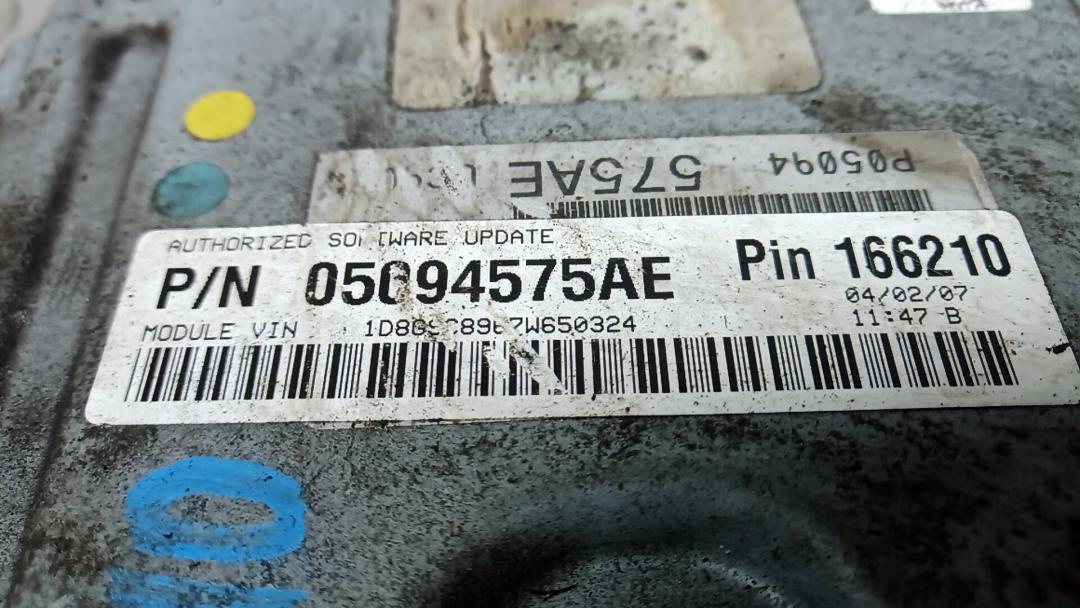 P05094
575AE
AUTHORIZED SOFTWARE UPDATE
P/N 05094575AE
Pin 166210
04/02/07
11:47 B
MODULE VIN